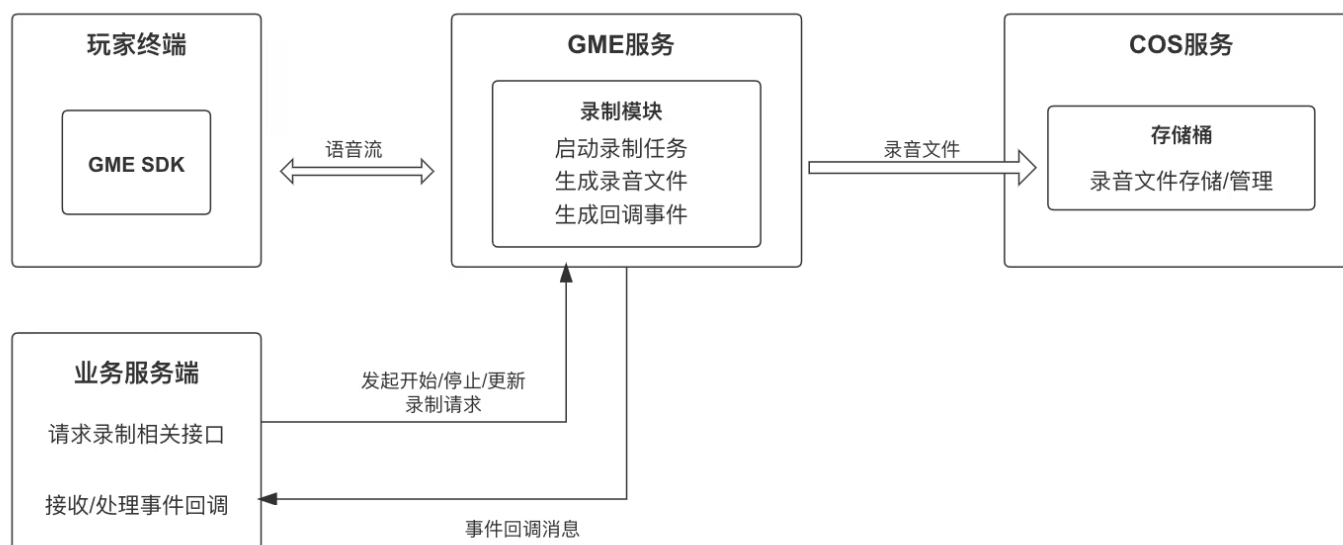 玩家终端
GME SDK
语音流
GME服务
录制模块
启动录制任务
生成录音文件
生成回调事件
录音文件
COS服务
存储桶
录音文件存储/管理
业务服务端
请求录制相关接口
接收/处理事件回调
发起开始/停止/更新
录制请求
事件回调消息